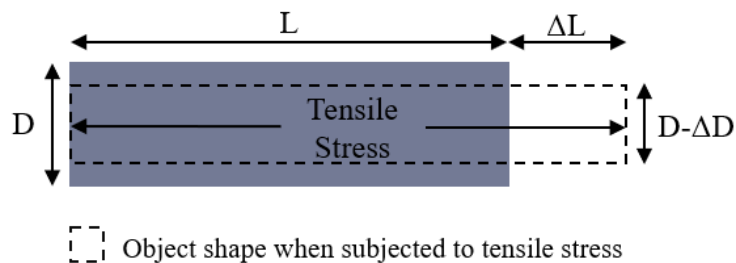 L
ΔL
D
Tensile
Stress
D-ΔD
Object shape when subjected to tensile stress